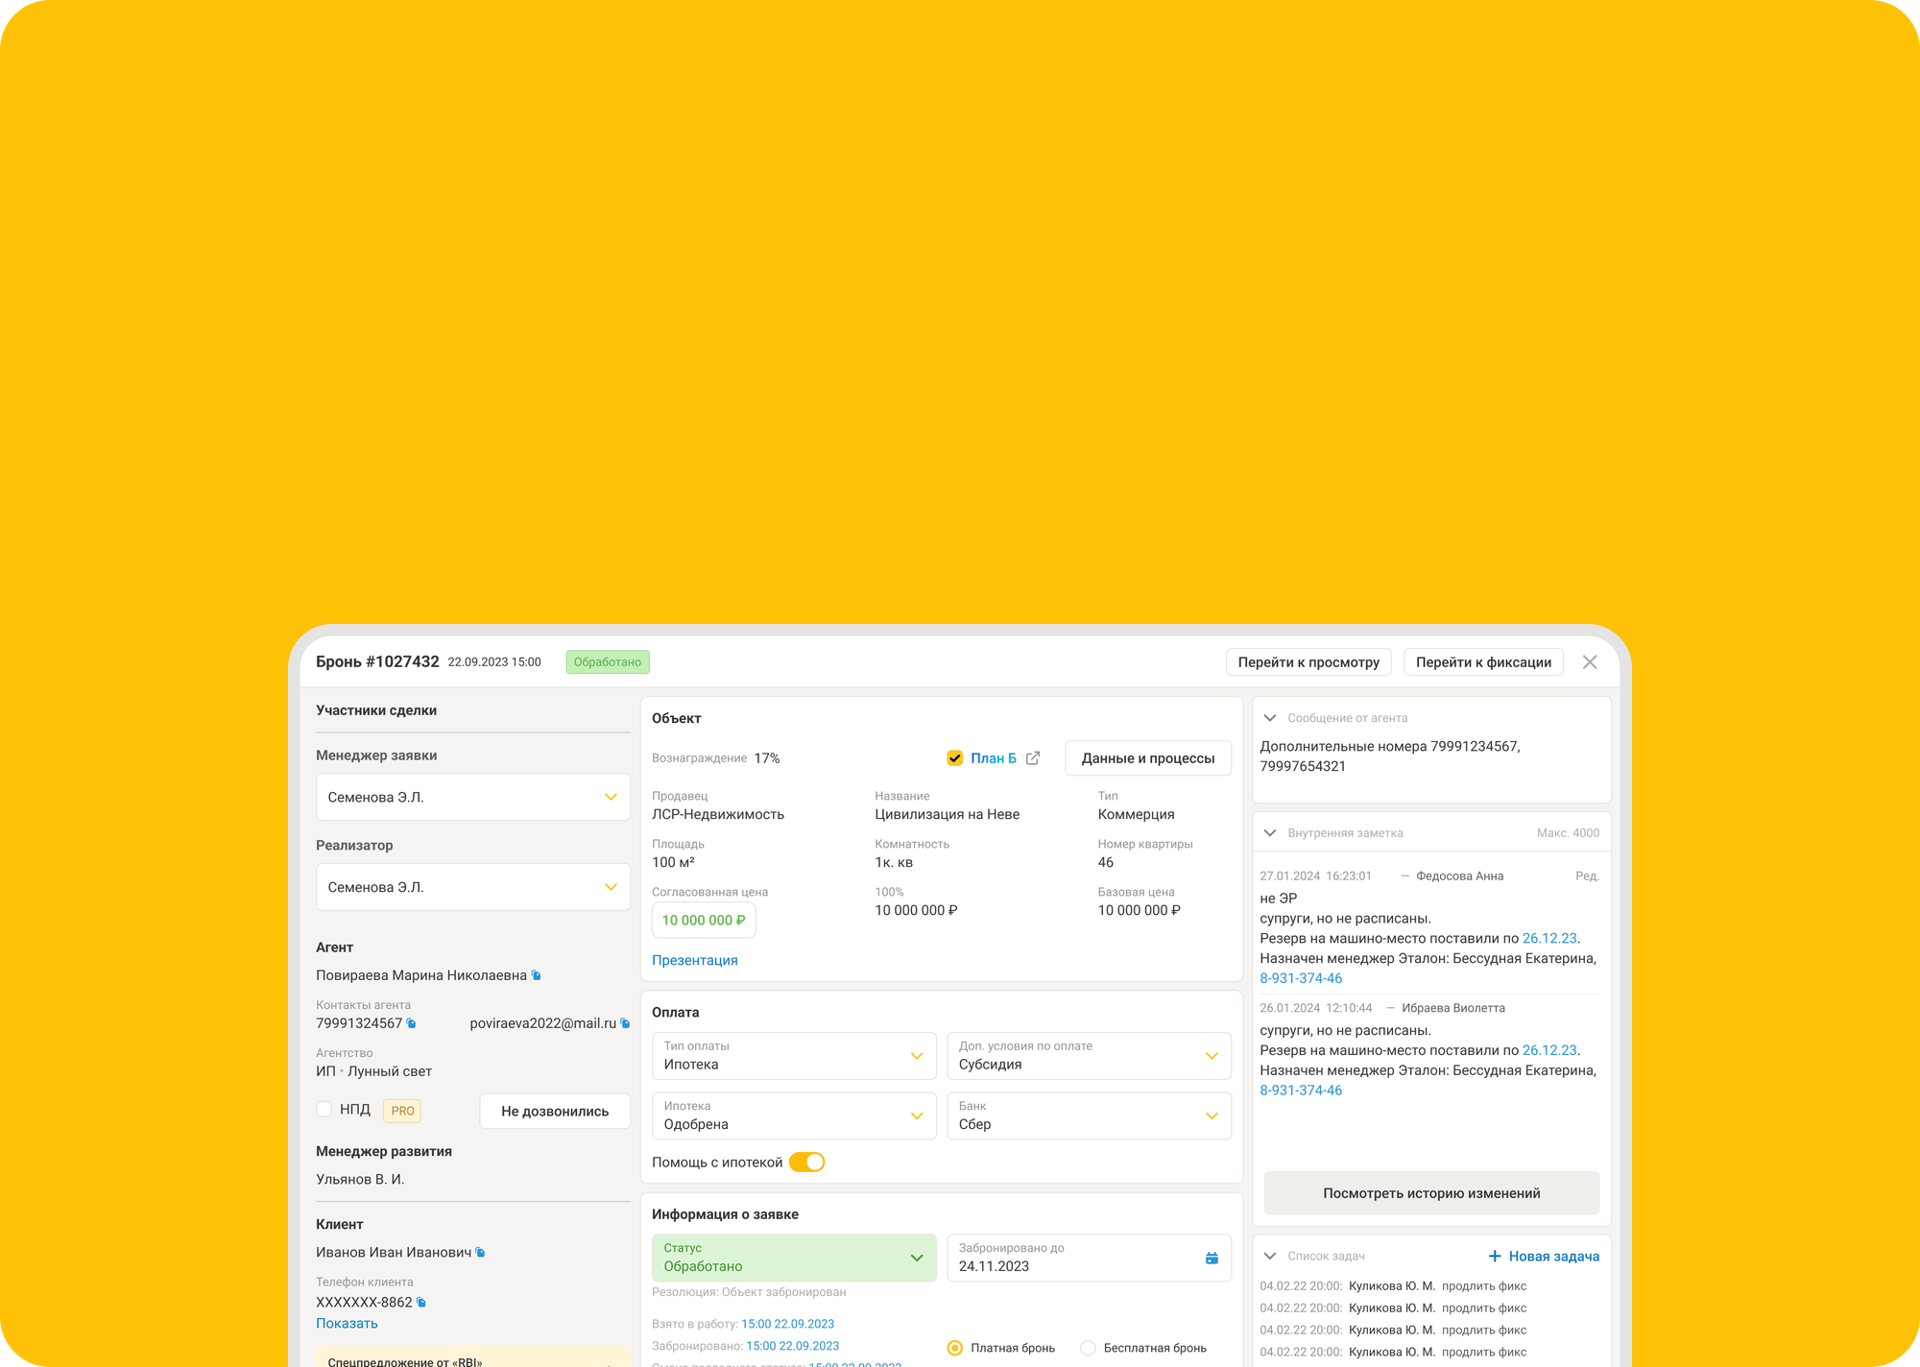 Бронь #1027432 22.09.2023 15:00 Обработано
Перейти к просмотру Перейти к фиксации
Участники сделки
Менеджер заявки
Семенова Э.Л.
Реализатор
Семенова Э.Л.
Агент
Повираева Марина Николаевна
Контакты агента
79991324567 poviraeva2022@mail.ru
Агентство
ИП • Лунный свет
НПД PRO Не дозвонились
Менеджер развития
Ульянов В. И.
Клиент
Иванов Иван Иванович
Телефон клиента
XXXXXXX-8862
Показать
Спецпредложение от «RBI»
Объект
Вознаграждение 17% План Б Данные и процессы
Продавец Название Тип
ЛСР-Недвижимость Цивилизация на Неве Коммерция
Площадь Комнатность Номер квартиры
100 м² 1к. кв 46
Согласованная цена 100% Базовая цена
10 000 000 ₽ 10 000 000 ₽ 10 000 000 ₽
Презентация
Оплата
Тип оплаты Доп. условия по оплате
Ипотека Субсидия
Ипотека Банк
Одобрена Сбер
Помощь с ипотекой
Информация о заявке
Статус Забронировано до
Обработано 24.11.2023
Резолюция: Объект забронирован
Взято в работу: 15:00 22.09.2023
Забронировано: 15:00 22.09.2023 Платная бронь Бесплатная бронь
Сообщение от агента
Дополнительные номера 79991234567,
79997654321
Внутренняя заметка Макс. 4000
27.01.2024 16:23:01 — Федосова Анна Ред.
не ЭР
супруги, но не расписаны.
Резерв на машино-место поставили по 26.12.23.
Назначен менеджер Эталон: Бессудная Екатерина,
8-931-374-46
26.01.2024 12:10:44 — Ибраева Виолетта
супруги, но не расписаны.
Резерв на машино-место поставили по 26.12.23.
Назначен менеджер Эталон: Бессудная Екатерина,
8-931-374-46
Посмотреть историю изменений
Список задач + Новая задача
04.02.22 20:00: Куликова Ю. М. продлить фикс
04.02.22 20:00: Куликова Ю. М. продлить фикс
04.02.22 20:00: Куликова Ю. М. продлить фикс
04.02.22 20:00: Куликова Ю. М. продлить фикс